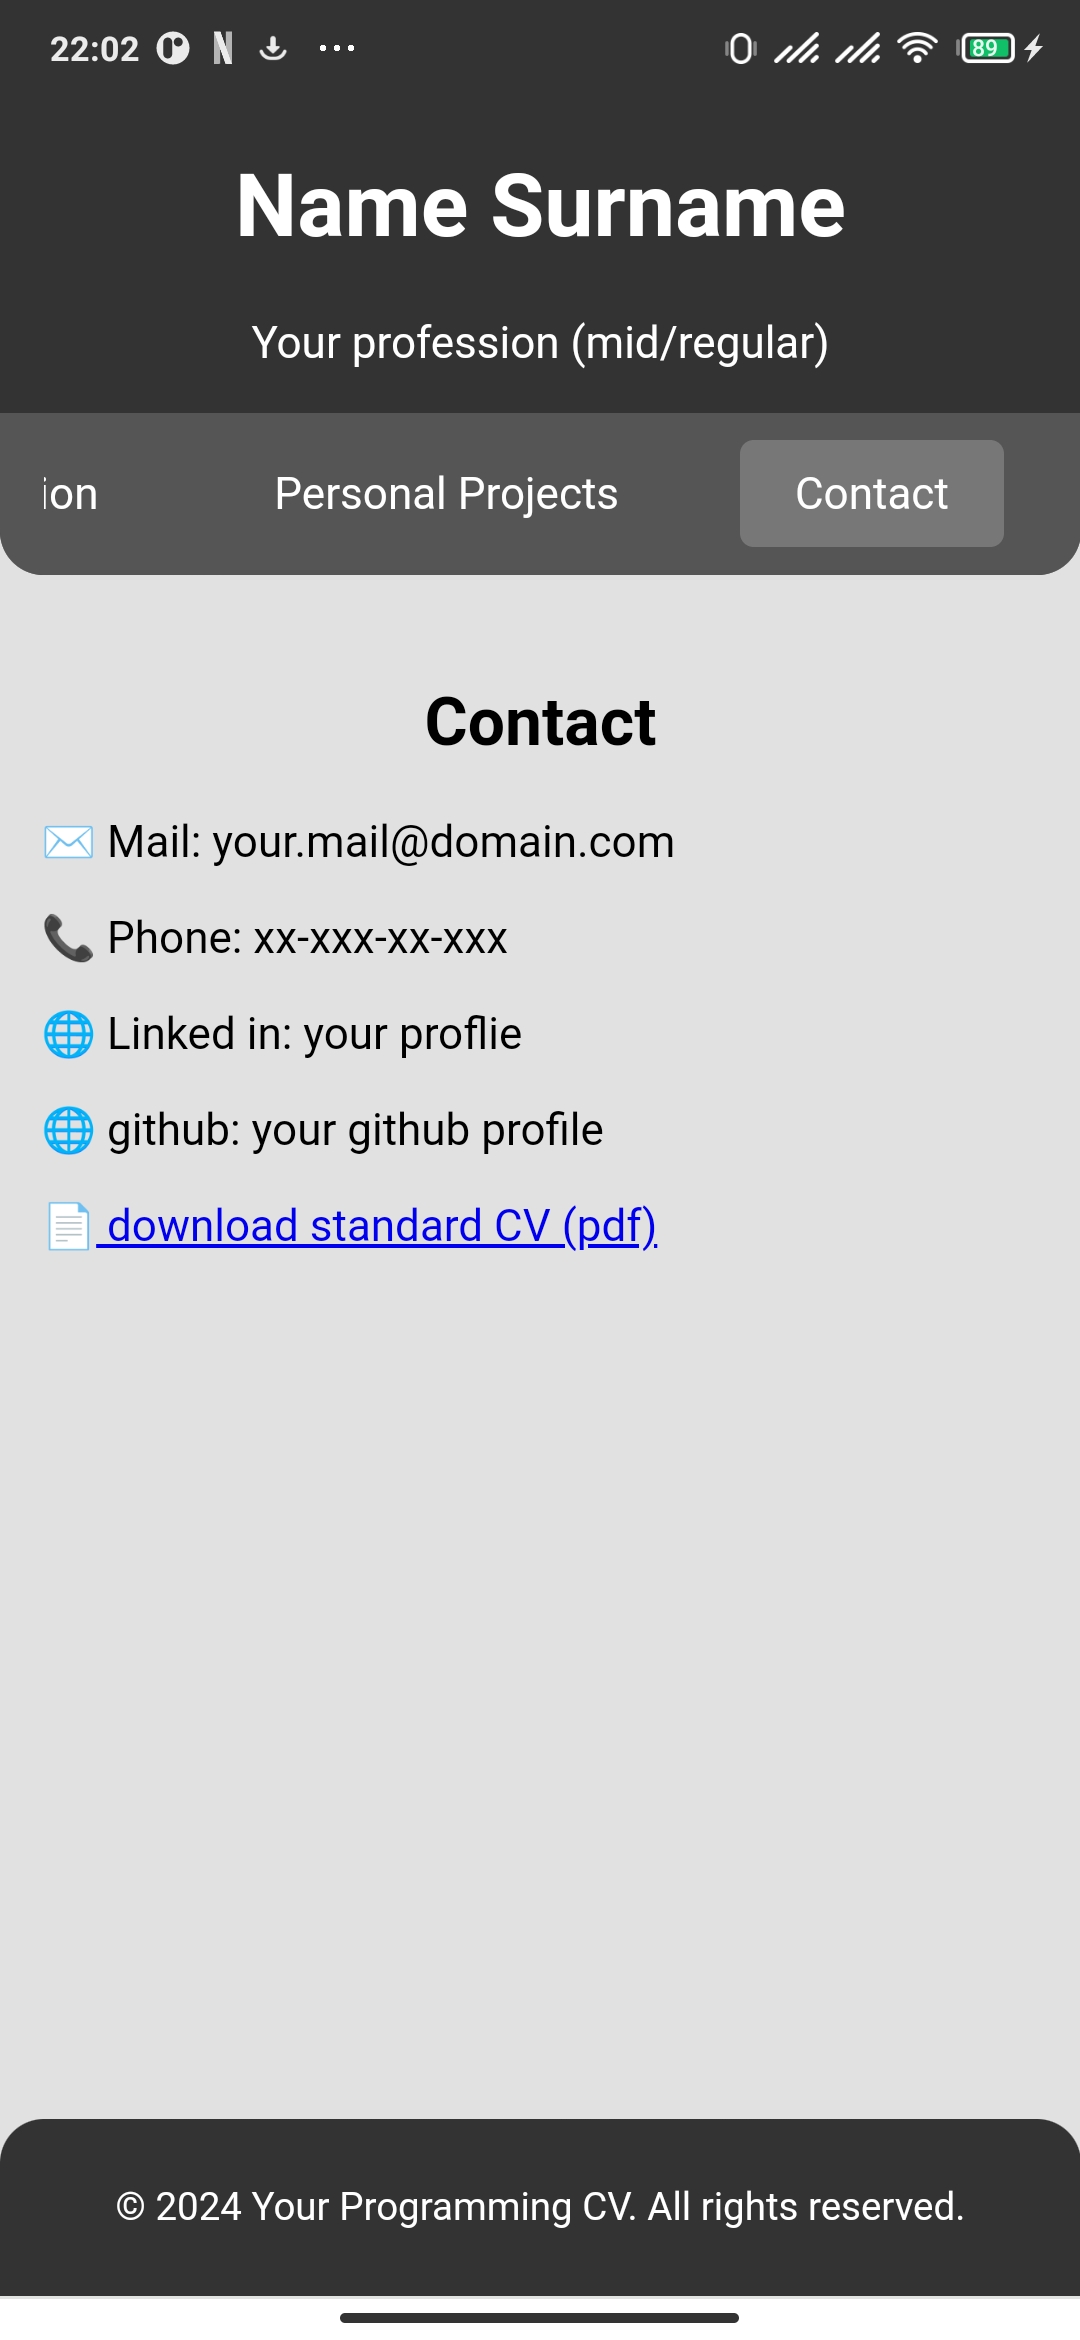 22:02
89
Name Surname
Your profession (mid/regular)
ion Personal Projects Contact
Contact
✉️ Mail: your.mail@domain.com
📞 Phone: xx-xxx-xx-xxx
🌐 Linked in: your proflie
🌐 github: your github profile
📄 download standard CV (pdf)
© 2024 Your Programming CV. All rights reserved.